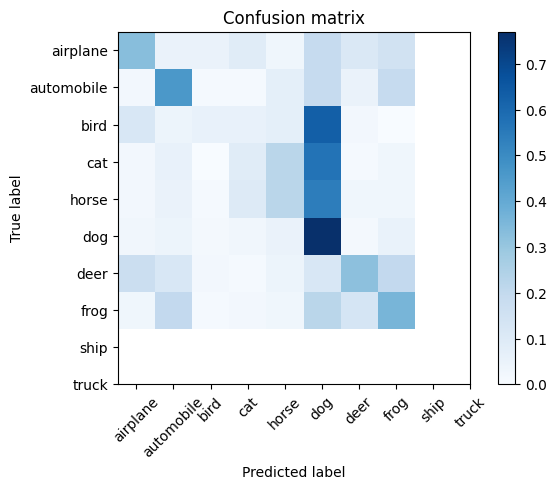 Confusion matrix
airplane
automobile
bird
cat
horse
dog
deer
frog
ship
truck
True label
airplane
automobile
bird
cat
horse
dog
deer
frog
ship
truck
Predicted label
0.7
0.6
0.5
0.4
0.3
0.2
0.1
0.0